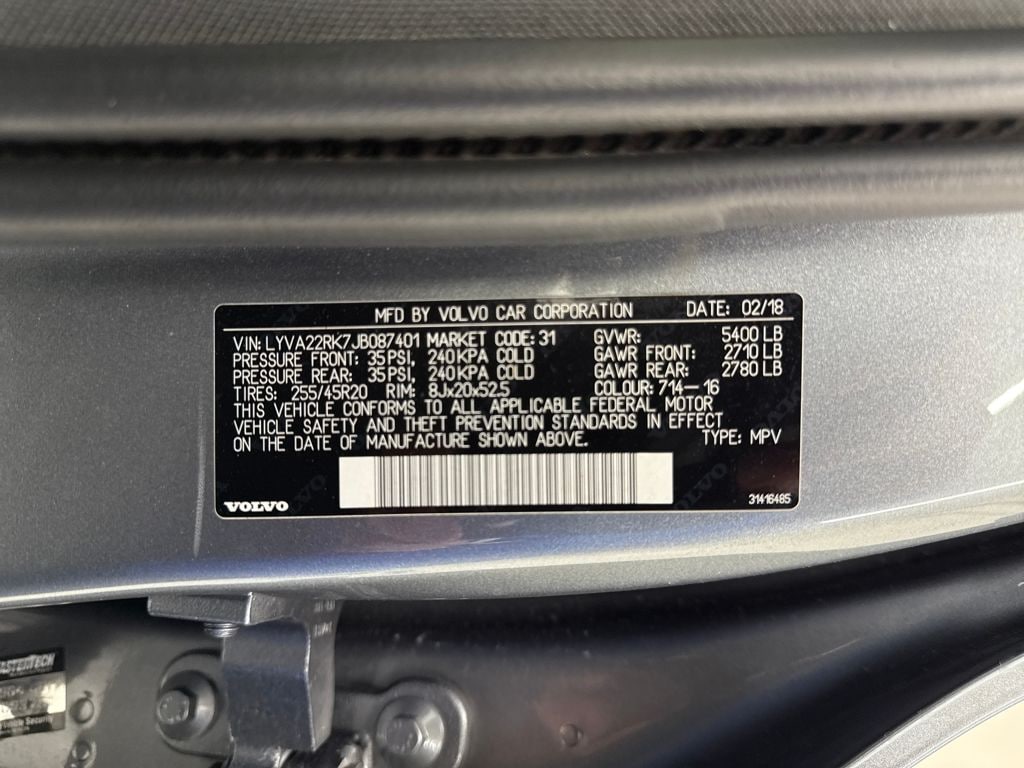 MFD BY VOLVO CAR CORPORATION DATE: 02/18
VIN: LYVA22RK7JB087401 MARKET CODE: 31 GVWR: 5400 LB
PRESSURE FRONT: 35 PSI, 240 KPA COLD GAWR FRONT: 2710 LB
PRESSURE REAR: 35 PSI, 240 KPA COLD GAWR REAR: 2780 LB
TIRES: 255/45R20 RIM: 8Jx20x52.5 COLOUR: 714-16
THIS VEHICLE CONFORMS TO ALL APPLICABLE FEDERAL MOTOR
VEHICLE SAFETY AND THEFT PREVENTION STANDARDS IN EFFECT
ON THE DATE OF MANUFACTURE SHOWN ABOVE. TYPE: MPV
VOLVO 31416485
Vehicle Security